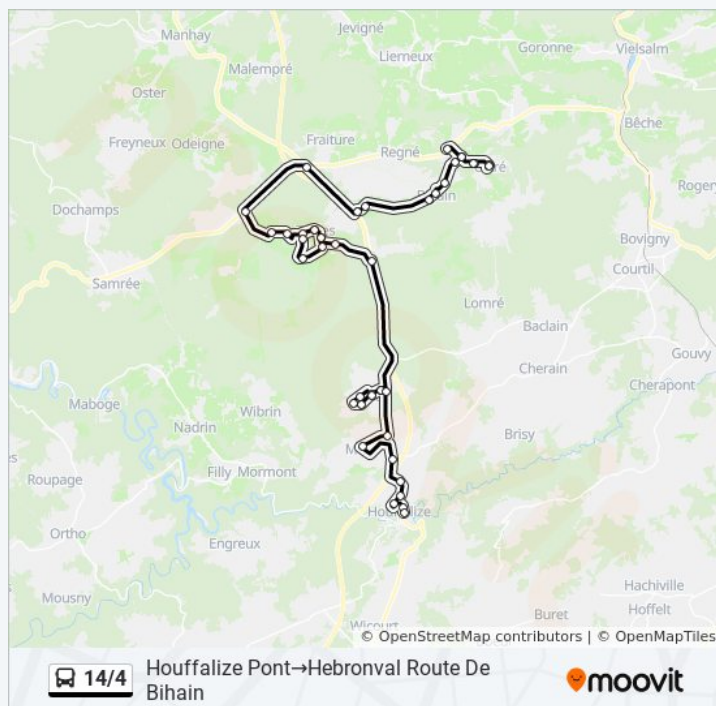 Jevigné
Manhay
Lierneux
Goronne
Vielsalm
Malempré
Oster
Bêche
Freyneux Odeigne
Fraiture
Regné
Rogery
Dochamps
Bovigny
Samrée
Courtil
Lomré
Baclain
Gouvy
Cherain
Cherapont
Maboge
Wibrin
Nadrin
Brisy
Filly Mormont
Roupage
Ortho
Engreux
Hachiville
Hoffelt
Mousny
Buret
Wicourt
© OpenStreetMap contributors | © OpenMapTiles
14/4
Houffalize Pont→Hebronval Route De
Bihain
moovit